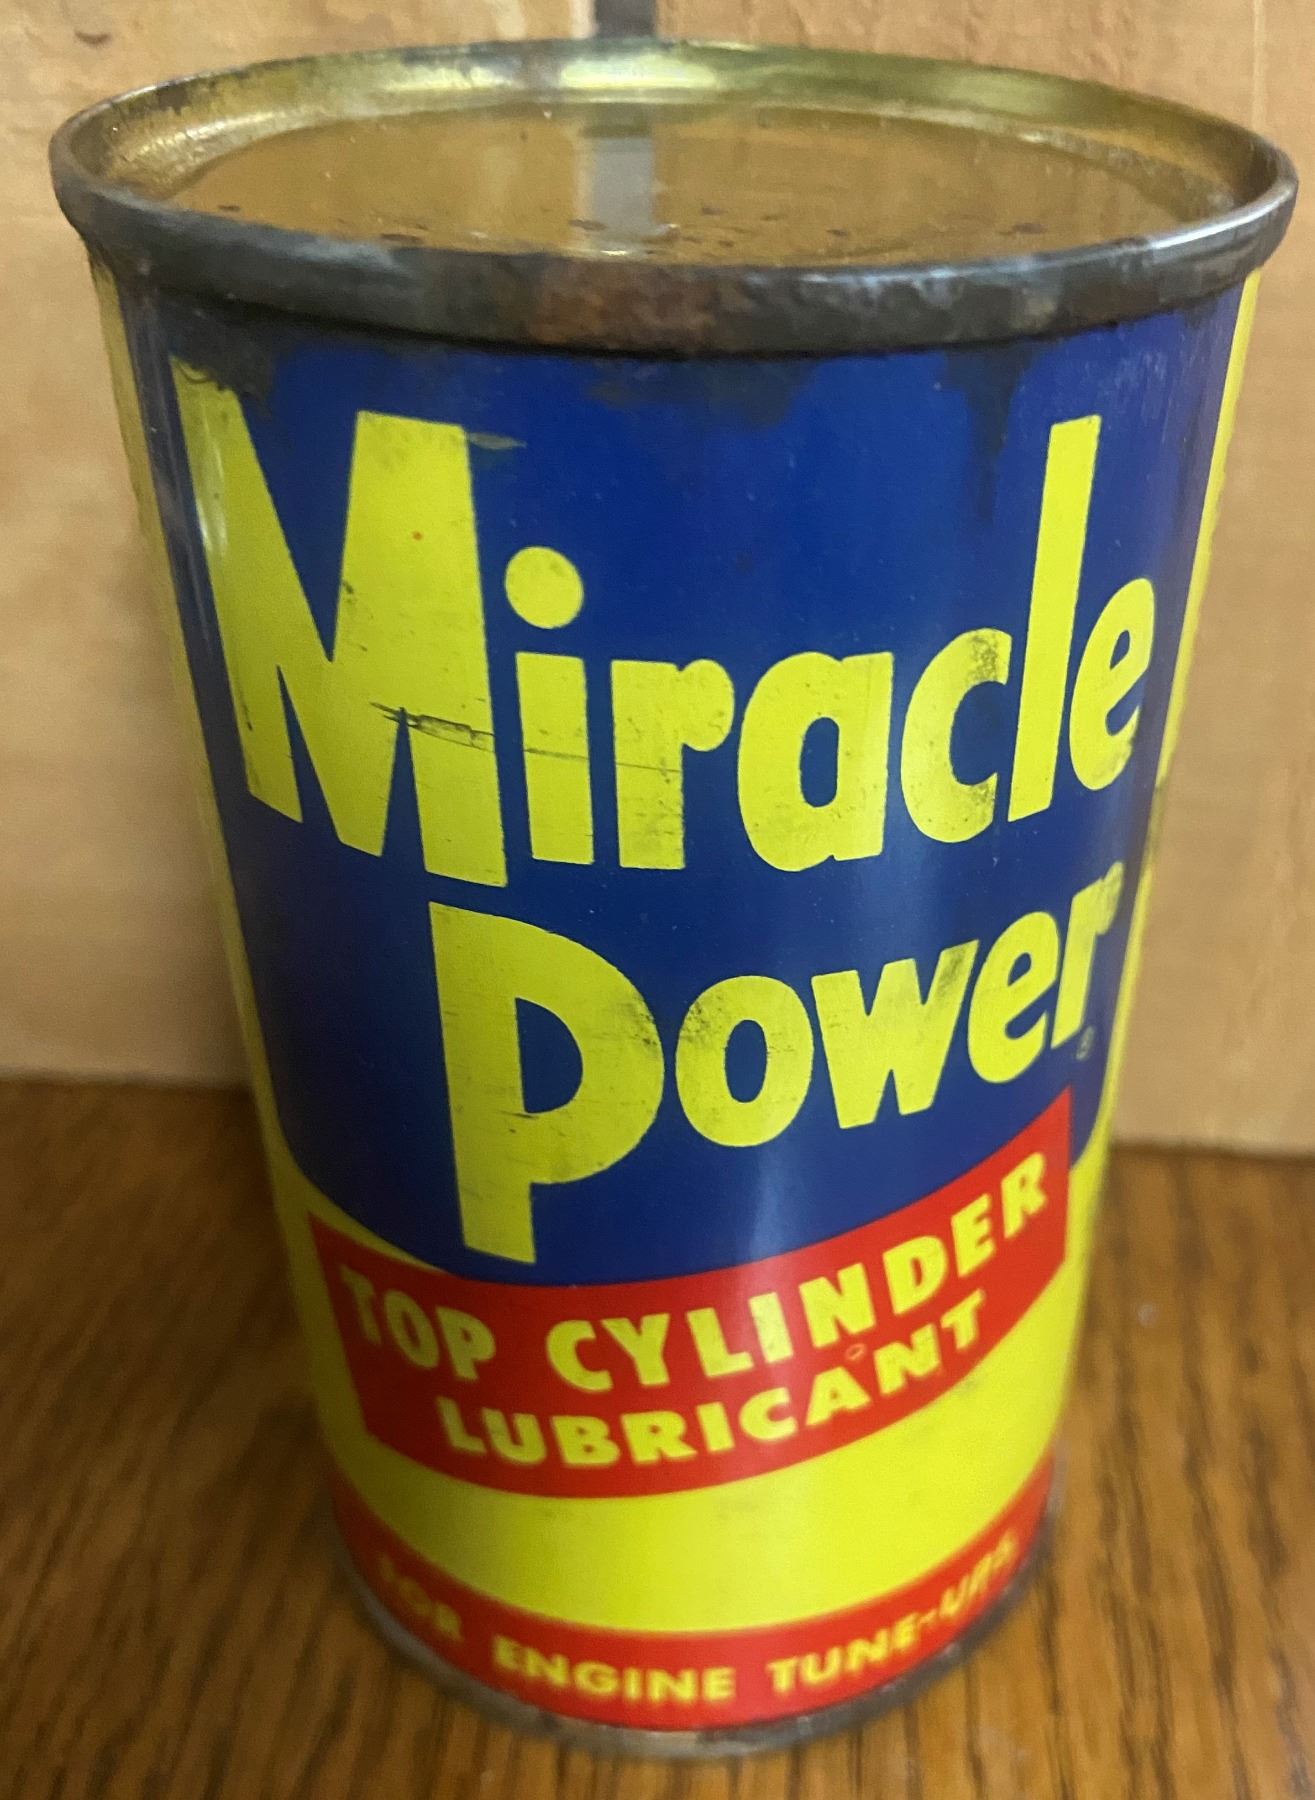 Miracle
Power®
TOP CYLINDER
LUBRICANT
FOR ENGINE TUNE-UPS